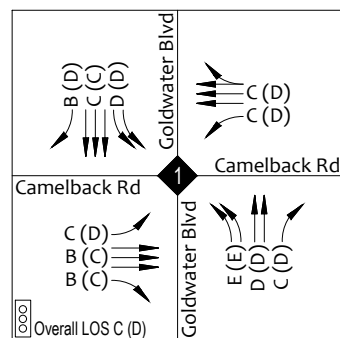 B (D)
C (C)
D (D)
Goldwater Blvd
C (D)
C (D)
1
Camelback Rd
Camelback Rd
C (D)
B (C)
B (C)
Goldwater Blvd
E (E)
D (D)
C (D)
Overall LOS C (D)